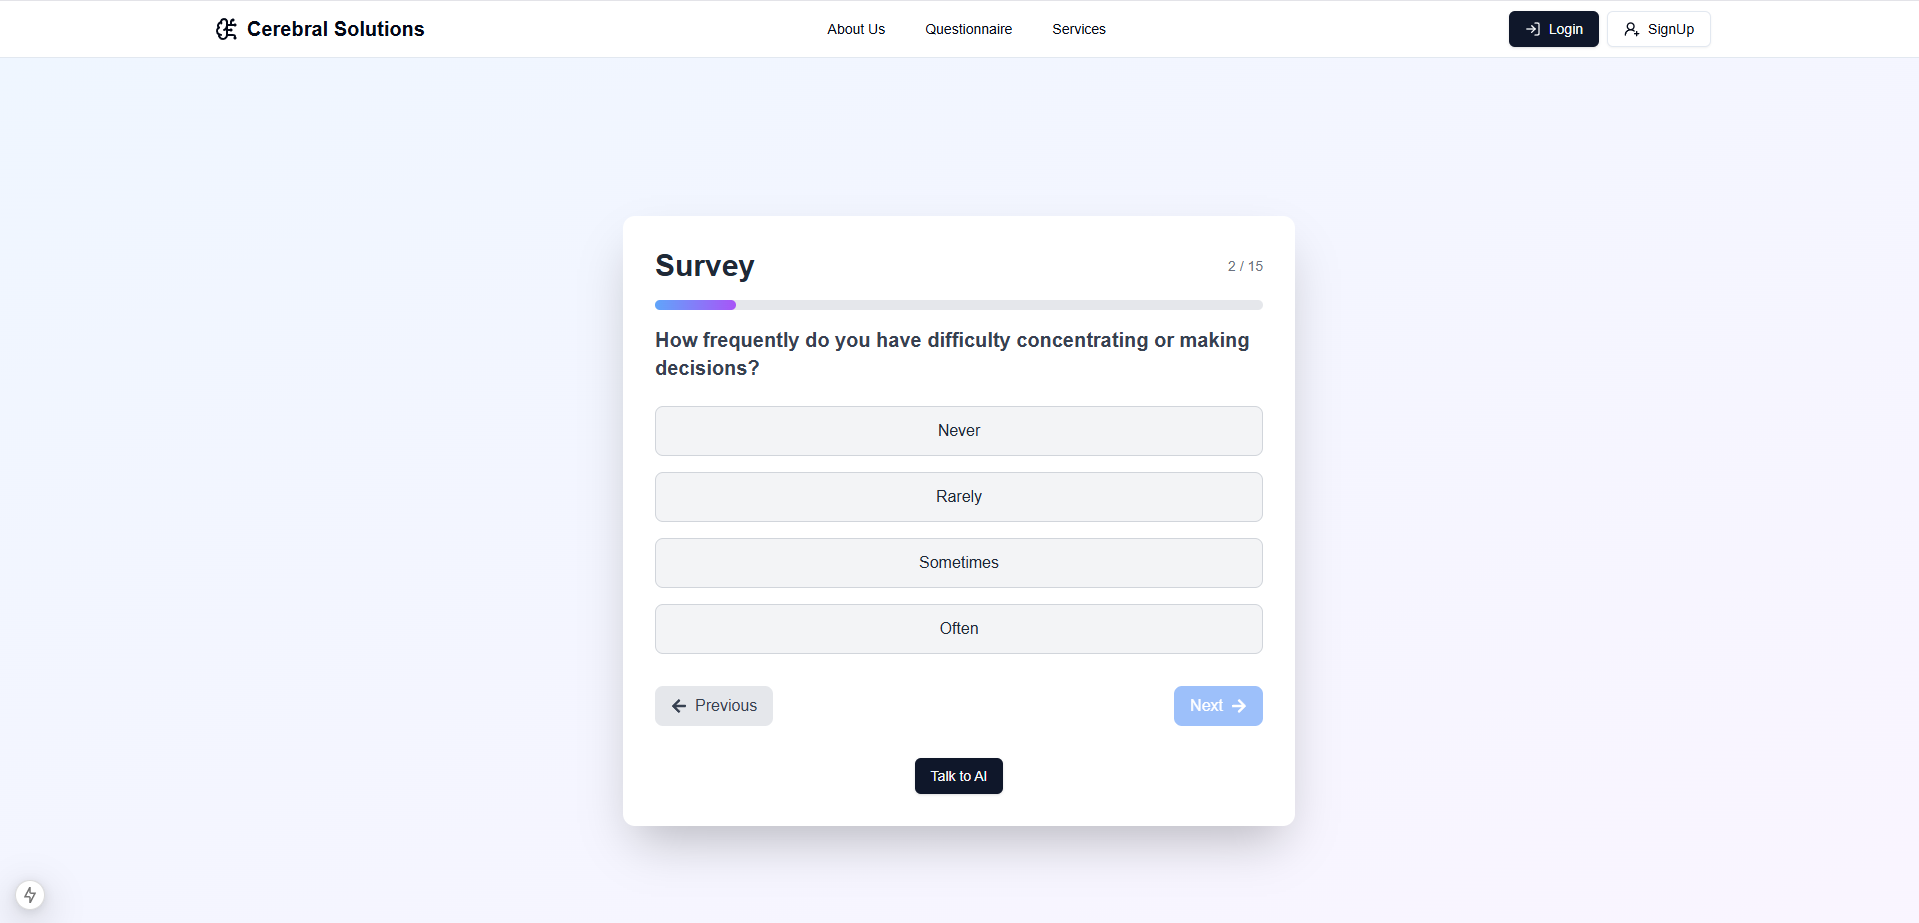 Cerebral Solutions
About Us
Questionnaire
Services
Login
SignUp
Survey
2 / 15
How frequently do you have difficulty concentrating or making
decisions?
Never
Rarely
Sometimes
Often
Previous
Next
Talk to AI